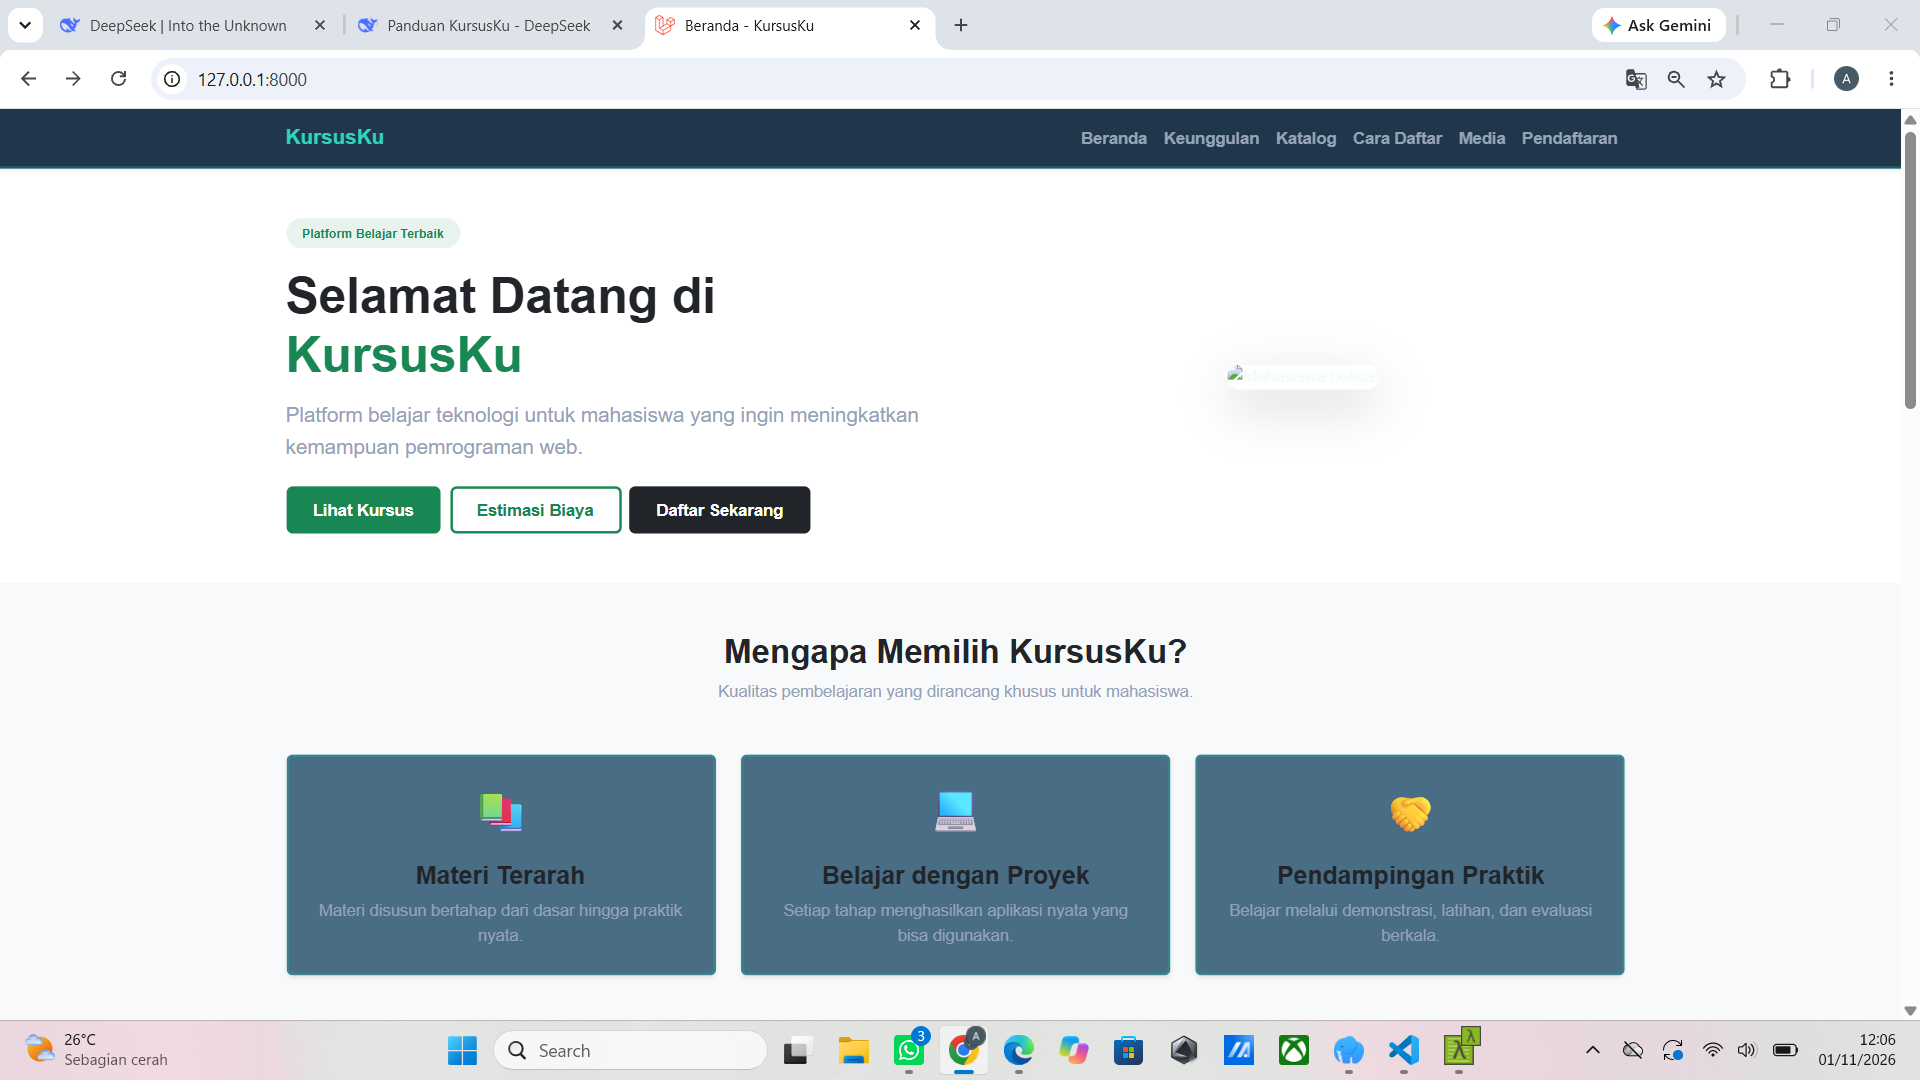 DeepSeek | Into the Unknown
Panduan KursusKu - DeepSeek
Beranda - KursusKu
Ask Gemini
127.0.0.1:8000
A
KursusKu
Beranda
Keunggulan
Katalog
Cara Daftar
Media
Pendaftaran
Platform Belajar Terbaik
Selamat Datang di
KursusKu
Platform belajar teknologi untuk mahasiswa yang ingin meningkatkan
kemampuan pemrograman web.
Mahasiswa belajar
Lihat Kursus
Estimasi Biaya
Daftar Sekarang
Mengapa Memilih KursusKu?
Kualitas pembelajaran yang dirancang khusus untuk mahasiswa.
Materi Terarah
Materi disusun bertahap dari dasar hingga praktik
nyata.
Belajar dengan Proyek
Setiap tahap menghasilkan aplikasi nyata yang
bisa digunakan.
Pendampingan Praktik
Belajar melalui demonstrasi, latihan, dan evaluasi
berkala.
26°C
Sebagian cerah
Search
3
A
12:06
01/11/2026